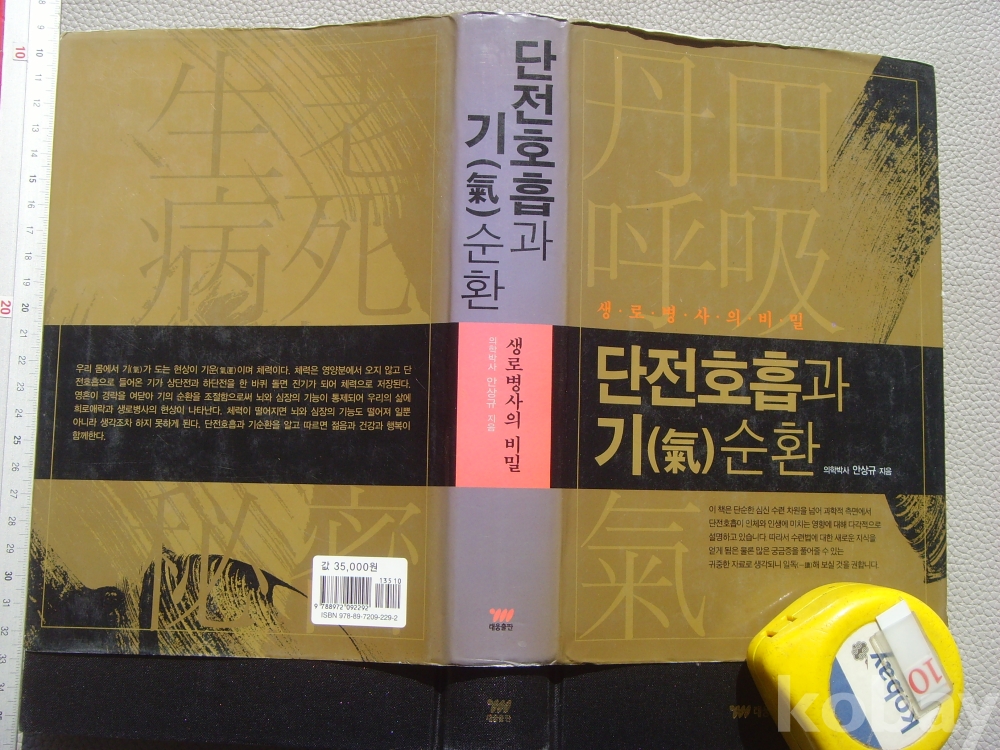 生老
病死
祕密
우리 몸에서 기(氣)가 도는 현상이 기운(氣運)이며 체력이다. 체력은 영양분에서 오지 않고 단
전호흡으로 들어온 기가 상단전과 하단전을 한 바퀴 돌면 진기가 되어 체력으로 저장된다.
영혼이 경락을 여닫아 기의 순환을 조절함으로써 뇌와 심장의 기능이 통제되어 우리의 삶에
희로애락과 생로병사의 현상이 나타난다. 체력이 떨어지면 뇌와 심장의 기능도 떨어져 일뿐
아니라 생각조차 하지 못하게 된다. 단전호흡과 기순환을 알고 따르면 젊음과 건강과 행복이
함께한다.
값 35,000원
13510
9 788972 092292
ISBN 978-89-7209-229-2
단전호흡과
기(氣)순환
생로병사의 비밀
의학박사 안상규 지음
태웅출판
태웅출판
丹田
呼吸
氣
생·로·병·사·의·비·밀
단전호흡과
기(氣)순환
의학박사 안상규 지음
이 책은 단순한 심신 수련 차원을 넘어 과학적 측면에서
단전호흡이 인체와 인생에 미치는 영향에 대해 다각적으로
설명하고 있습니다. 따라서 수련법에 대한 새로운 지식을
얻게 됨은 물론 많은 궁금증을 풀어줄 수 있는
귀중한 자료로 생각되니 일독(一讀)해 보실 것을 권합니다.
10
kobay
kobay